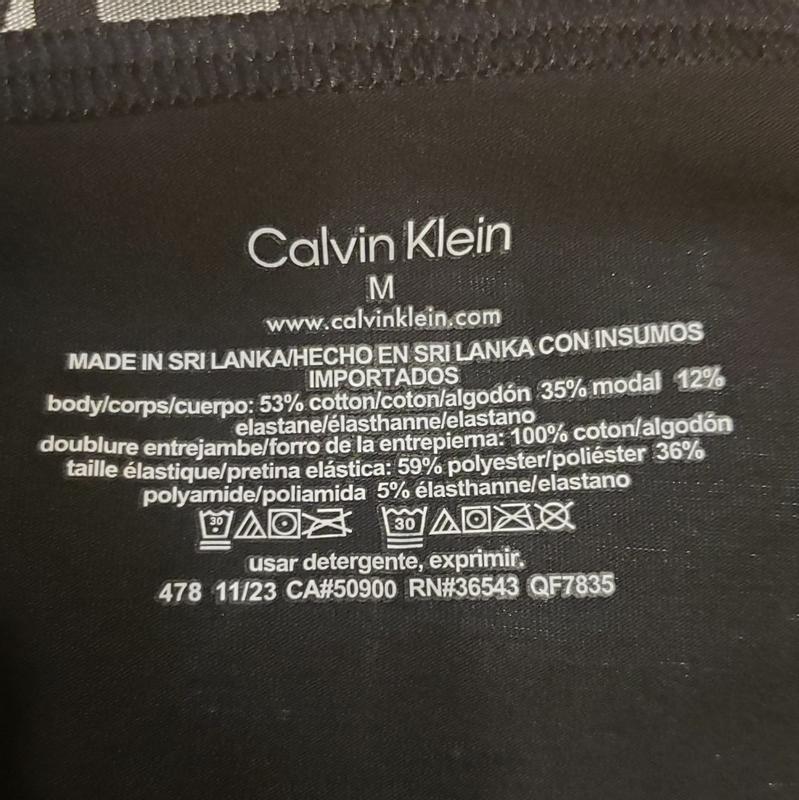 Calvin Klein
M
www.calvinklein.com
MADE IN SRI LANKA/HECHO EN SRI LANKA CON INSUMOS
IMPORTADOS
body/corps/cuerpo: 53% cotton/coton/algodón 35% modal 12%
elastane/élasthanne/elastano
doublure entrejambe/forro de la entrepierna: 100% coton/algodón
taille élastique/pretina elástica: 59% polyester/poliéster 36%
polyamide/poliamida 5% élasthanne/elastano
30 30
usar detergente, exprimir.
478 11/23 CA#50900 RN#36543 QF7835